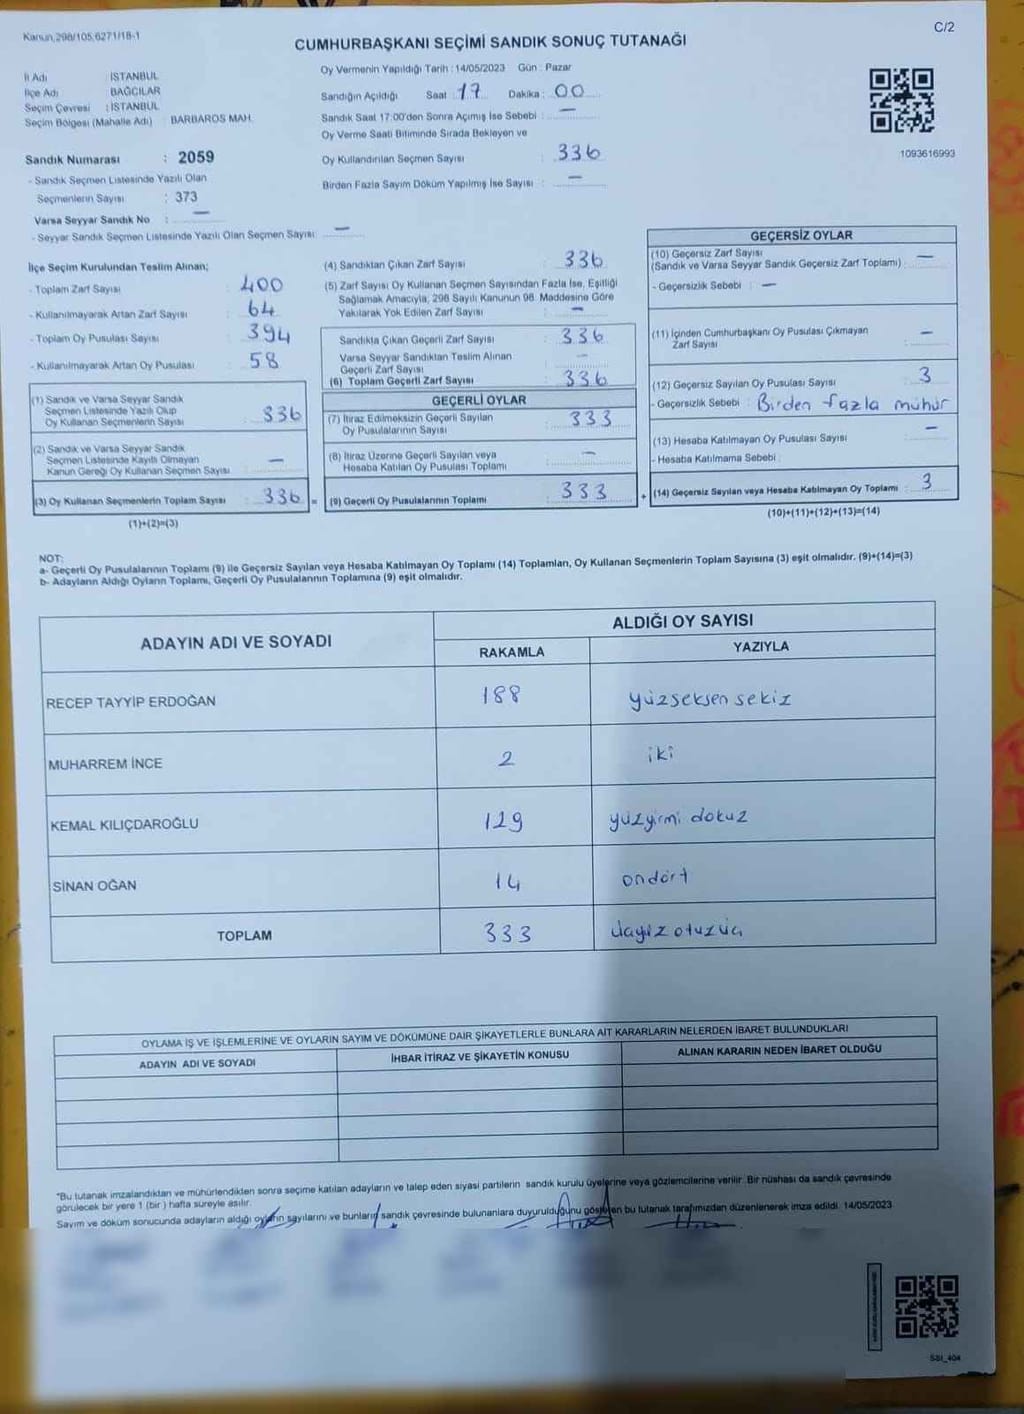 Kanun,298/105,6271/18-1
C/2
CUMHURBAŞKANI SEÇİMİ SANDIK SONUÇ TUTANAĞI
İl Adı : İSTANBUL
İlçe Adı : BAĞCILAR
Seçim Çevresi : İSTANBUL
Seçim Bölgesi (Mahalle Adı) : BARBAROS MAH.
Sandık Numarası : 2059
- Sandık Seçmen Listesinde Yazılı Olan
Seçmenlerin Sayısı : 373
Varsa Seyyar Sandık No : —
- Seyyar Sandık Seçmen Listesinde Yazılı Olan Seçmen Sayısı: —
Oy Vermenin Yapıldığı Tarih : 14/05/2023 Gün : Pazar
Sandığın Açıldığı Saat : 17 Dakika : 00
Sandık Saat 17:00'den Sonra Açılmış İse Sebebi : —
Oy Verme Saati Bitiminde Sırada Bekleyen ve
Oy Kullandırılan Seçmen Sayısı : 336
Birden Fazla Sayım Döküm Yapılmış İse Sayısı : —
1093616993
İlçe Seçim Kurulundan Teslim Alınan;
- Toplam Zarf Sayısı : 400
- Kullanılmayarak Artan Zarf Sayısı : 64
- Toplam Oy Pusulası Sayısı : 394
- Kullanılmayarak Artan Oy Pusulası : 58
(1) Sandık ve Varsa Seyyar Sandık
Seçmen Listesinde Yazılı Olup
Oy Kullanan Seçmenlerin Sayısı : 336
(2) Sandık ve Varsa Seyyar Sandık
Seçmen Listesinde Kayıtlı Olmayan
Kanun Gereği Oy Kullanan Seçmen Sayısı : —
(3) Oy Kullanan Seçmenlerin Toplam Sayısı : 336 =
(1)+(2)=(3)
(4) Sandıktan Çıkan Zarf Sayısı : 336
(5) Zarf Sayısı Oy Kullanan Seçmen Sayısından Fazla İse, Eşitliği
Sağlamak Amacıyla, 298 Sayılı Kanunun 98. Maddesine Göre
Yakılarak Yok Edilen Zarf Sayısı : —
Sandıkta Çıkan Geçerli Zarf Sayısı : 336
Varsa Seyyar Sandıktan Teslim Alınan
Geçerli Zarf Sayısı : —
(6) Toplam Geçerli Zarf Sayısı : 336
GEÇERLİ OYLAR
(7) İtiraz Edilmeksizin Geçerli Sayılan
Oy Pusulalarının Sayısı : 333
(8) İtiraz Üzerine Geçerli Sayılan veya
Hesaba Katılan Oy Pusulası Toplamı : —
(9) Geçerli Oy Pusulalarının Toplamı : 333 +
GEÇERSİZ OYLAR
(10) Geçersiz Zarf Sayısı
(Sandık ve Varsa Seyyar Sandık Geçersiz Zarf Toplamı) : —
- Geçersizlik Sebebi : —
(11) İçinden Cumhurbaşkanı Oy Pusulası Çıkmayan
Zarf Sayısı : —
(12) Geçersiz Sayılan Oy Pusulası Sayısı : 3
- Geçersizlik Sebebi : Birden fazla mühür
(13) Hesaba Katılmayan Oy Pusulası Sayısı : —
- Hesaba Katılmama Sebebi :
(14) Geçersiz Sayılan veya Hesaba Katılmayan Oy Toplamı : 3
(10)+(11)+(12)+(13)=(14)
NOT:
a- Geçerli Oy Pusulalarının Toplamı (9) ile Geçersiz Sayılan veya Hesaba Katılmayan Oy Toplamı (14) Toplamları, Oy Kullanan Seçmenlerin Toplam Sayısına (3) eşit olmalıdır. (9)+(14)=(3)
b- Adayların Aldığı Oyların Toplamı, Geçerli Oy Pusulalarının Toplamına (9) eşit olmalıdır.
ADAYIN ADI VE SOYADI ALDIĞI OY SAYISI
RAKAMLA YAZIYLA
RECEP TAYYİP ERDOĞAN 188 yüzseksen sekiz
MUHARREM İNCE 2 iki
KEMAL KILIÇDAROĞLU 129 yüzyirmi dokuz
SİNAN OĞAN 14 ondört
TOPLAM 333 üçyüz otuzüç
OYLAMA İŞ VE İŞLEMLERİNE VE OYLARIN SAYIM VE DÖKÜMÜNE DAİR ŞİKAYETLERLE BUNLARA AİT KARARLARIN NELERDEN İBARET BULUNDUKLARI
ADAYIN ADI VE SOYADI İHBAR İTİRAZ VE ŞİKAYETİN KONUSU ALINAN KARARIN NEDEN İBARET OLDUĞU
*Bu tutanak imzalandıktan ve mühürlendikten sonra seçime katılan adayların ve talep eden siyasi partilerin sandık kurulu üyelerine veya gözlemcilerine verilir. Bir nüshası da sandık çevresinde
görülecek bir yere 1 (bir ) hafta süreyle asılır.
Sayım ve döküm sonucunda adayların aldığı oyların sayılarını ve bunların sandık çevresinde bulunanlara duyurulduğunu gösteren bu tutanak tarafımızdan düzenlenerek imza edildi. 14/05/2023
SSI_404